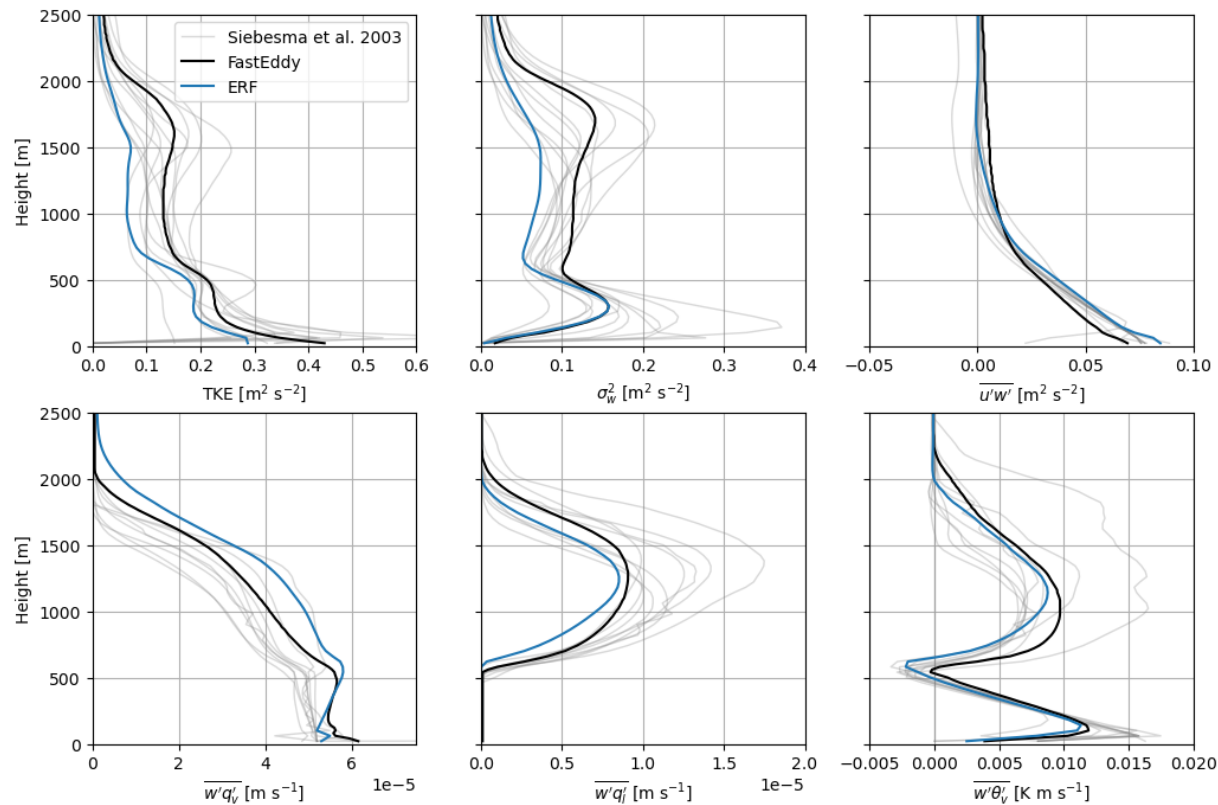 2500
2000
1500
1000
500
0
Height [m]
Siebesma et al. 2003
FastEddy
ERF
0.0 0.1 0.2 0.3 0.4 0.5 0.6
TKE [m² s⁻²]
0.0 0.1 0.2 0.3 0.4
σ_w² [m² s⁻²]
−0.05 0.00 0.05 0.10
u′w′ [m² s⁻²]
2500
2000
1500
1000
500
0
Height [m]
0 2 4 6
1e−5
w′q′_v [m s⁻¹]
0.0 0.5 1.0 1.5 2.0
1e−5
w′q′_l [m s⁻¹]
−0.005 0.000 0.005 0.010 0.015 0.020
w′θ′_v [K m s⁻¹]